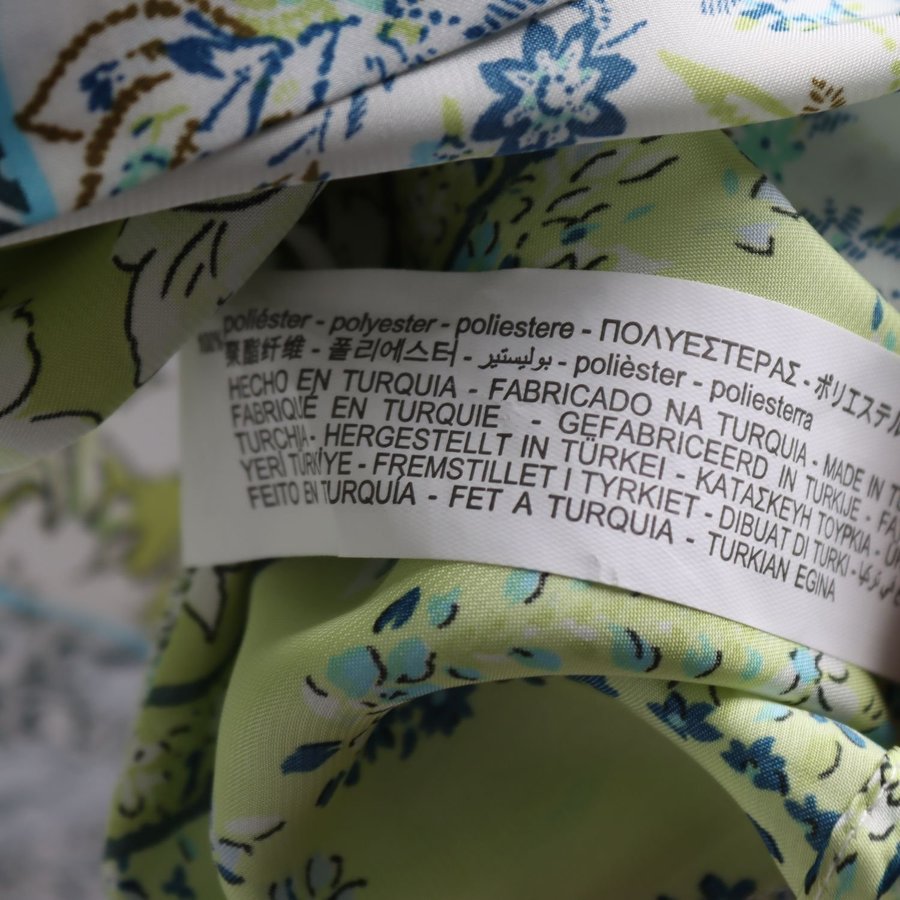 100% poliéster - polyester - poliestere - ΠΟΛΥΕΣΤΕΡΑΣ - ポリエステル
聚脂纤维 - 폴리에스터 - بوليستير - polièster - poliesterra
HECHO EN TURQUIA - FABRICADO NA TURQUIA - MADE IN
FABRIQUÉ EN TURQUIE - GEFABRICEERD IN TURKIJE -
TURCHIA - HERGESTELLT IN TÜRKEI - ΚΑΤΑΣΚΕΥΗ ΤΟΥΡΚΙΑ -
YERİ TÜRKİYE - FREMSTILLET I TYRKIET - DIBUAT DI TURKI -
FEITO EN TURQUÍA - FET A TURQUIA - TURKIAN EGINA